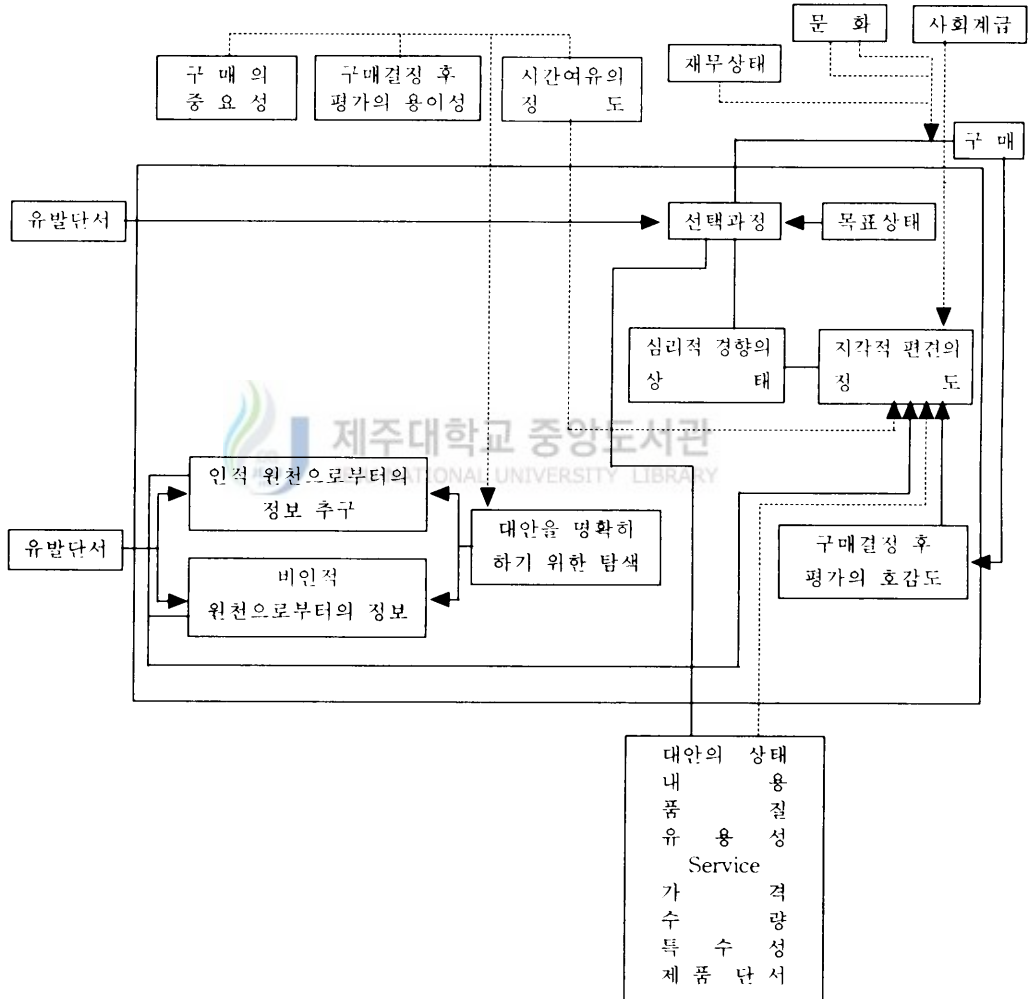 문 화
사회계급
재무상태
구 매 의
중 요 성
구매결정 후
평가의 용이성
시간여유의
정 도
구 매
유발단서
선택과정
목표상태
심리적 경향의
상 태
지각적 편견의
정 도
제주대학교 중앙도서관
NATIONAL UNIVERSITY LIBRARY
인적 원천으로부터의
정보 추구
유발단서
대안을 명확히
하기 위한 탐색
비인적
원천으로부터의 정보
구매결정 후
평가의 호감도
대안의 상태
내 용
품 질
유 용 성
Service
가 격
수 량
특 수 성
제 품 단 서